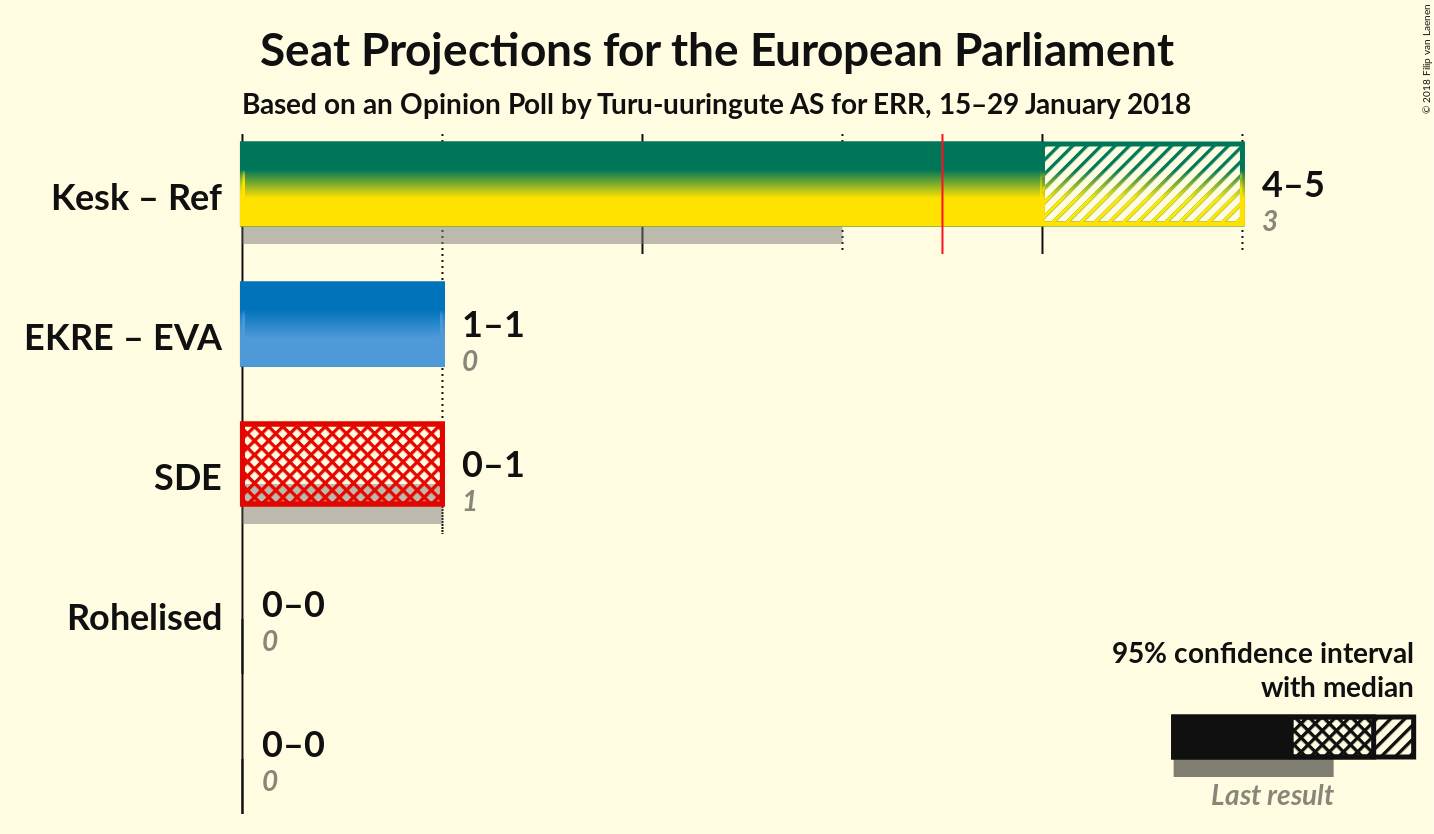 Seat Projections for the European Parliament
Based on an Opinion Poll by Turu-uuringute AS for ERR, 15–29 January 2018
© 2018 Filip van Laenen
Kesk – Ref
4–5
3
EKRE – EVA
1–1
0
SDE
0–1
1
Rohelised
0–0
0
0–0
0
95% confidence interval
with median
Last result